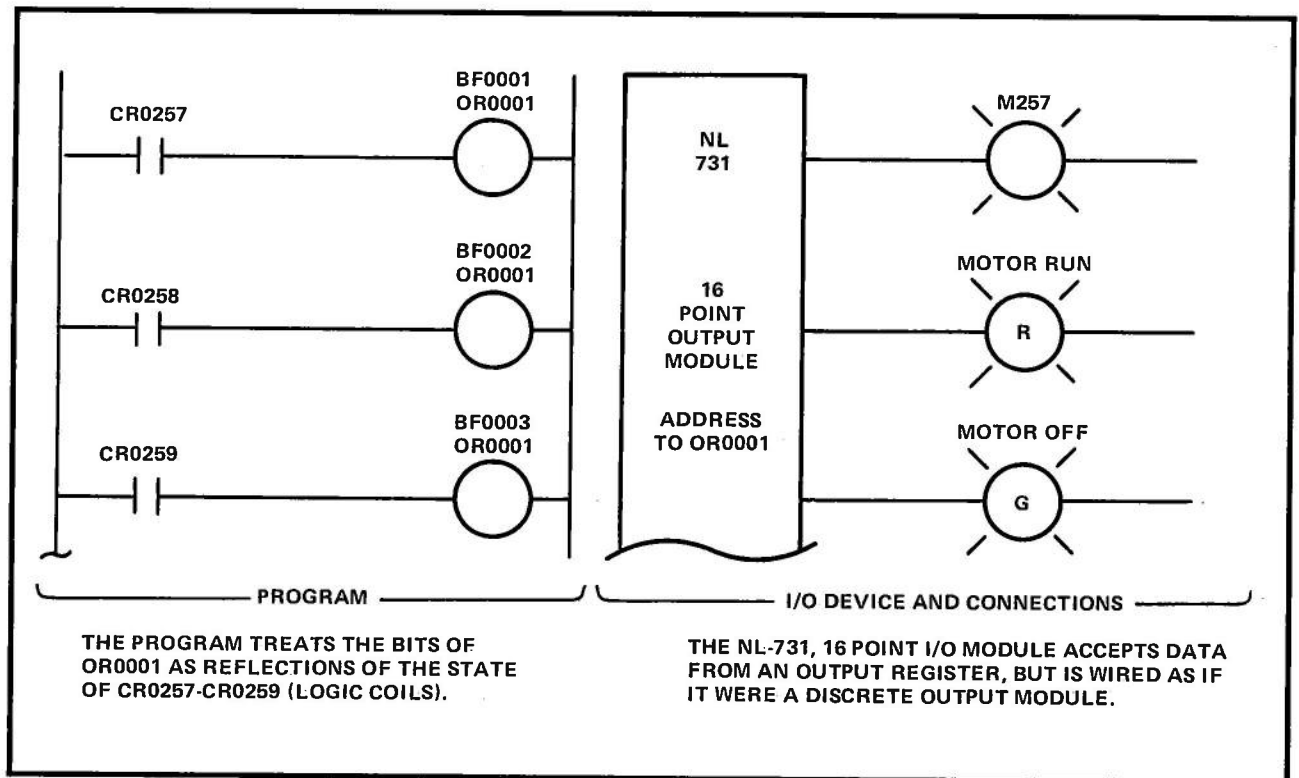 CR0257
BF0001
OR0001
CR0258
BF0002
OR0001
CR0259
BF0003
OR0001
PROGRAM
THE PROGRAM TREATS THE BITS OF
OR0001 AS REFLECTIONS OF THE STATE
OF CR0257-CR0259 (LOGIC COILS).
NL
731
16
POINT
OUTPUT
MODULE
ADDRESS
TO OR0001
M257
MOTOR RUN
R
MOTOR OFF
G
I/O DEVICE AND CONNECTIONS
THE NL-731, 16 POINT I/O MODULE ACCEPTS DATA
FROM AN OUTPUT REGISTER, BUT IS WIRED AS IF
IT WERE A DISCRETE OUTPUT MODULE.